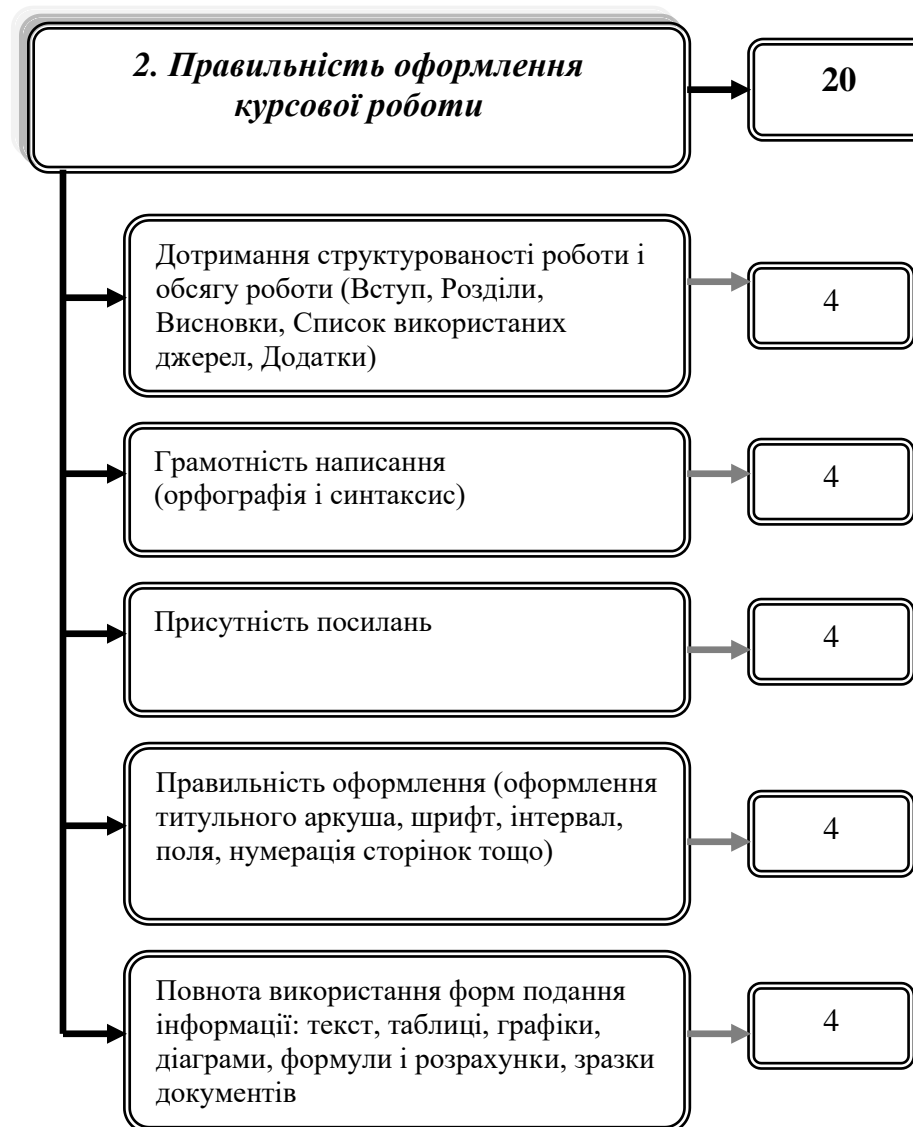 2. Правильність оформлення
курсової роботи
20
Дотримання структурованості роботи і
обсягу роботи (Вступ, Розділи,
Висновки, Список використаних
джерел, Додатки)
4
Грамотність написання
(орфографія і синтаксис)
4
Присутність посилань
4
Правильність оформлення (оформлення
титульного аркуша, шрифт, інтервал,
поля, нумерація сторінок тощо)
4
Повнота використання форм подання
інформації: текст, таблиці, графіки,
діаграми, формули і розрахунки, зразки
документів
4